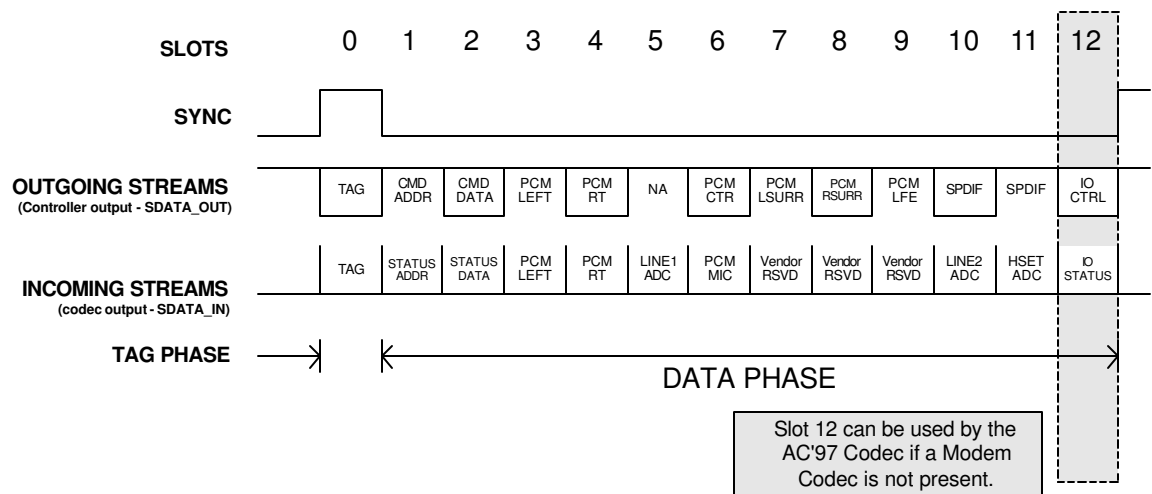 SLOTS 0 1 2 3 4 5 6 7 8 9 10 11 12
SYNC
OUTGOING STREAMS
(Controller output - SDATA_OUT)
TAG
CMD
ADDR
CMD
DATA
PCM
LEFT
PCM
RT
NA
PCM
CTR
PCM
LSURR
PCM
RSURR
PCM
LFE
SPDIF
SPDIF
IO
CTRL
INCOMING STREAMS
(codec output - SDATA_IN)
TAG
STATUS
ADDR
STATUS
DATA
PCM
LEFT
PCM
RT
LINE1
ADC
PCM
MIC
Vendor
RSVD
Vendor
RSVD
Vendor
RSVD
LINE2
ADC
HSET
ADC
IO
STATUS
TAG PHASE
DATA PHASE
Slot 12 can be used by the
AC'97 Codec if a Modem
Codec is not present.